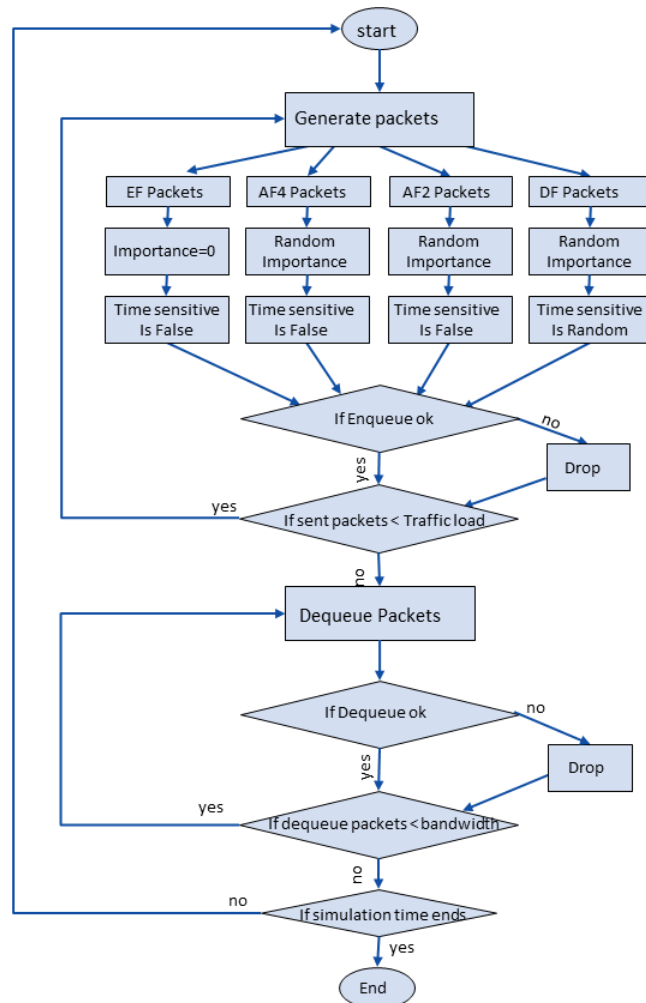 start
Generate packets
EF Packets
AF4 Packets
AF2 Packets
DF Packets
Importance=0
Random
Importance
Random
Importance
Random
Importance
Time sensitive
Is False
Time sensitive
Is False
Time sensitive
Is False
Time sensitive
Is Random
If Enqueue ok
no
yes
Drop
yes
If sent packets < Traffic load
no
Dequeue Packets
If Dequeue ok
no
yes
Drop
yes
If dequeue packets < bandwidth
no
no
If simulation time ends
yes
End